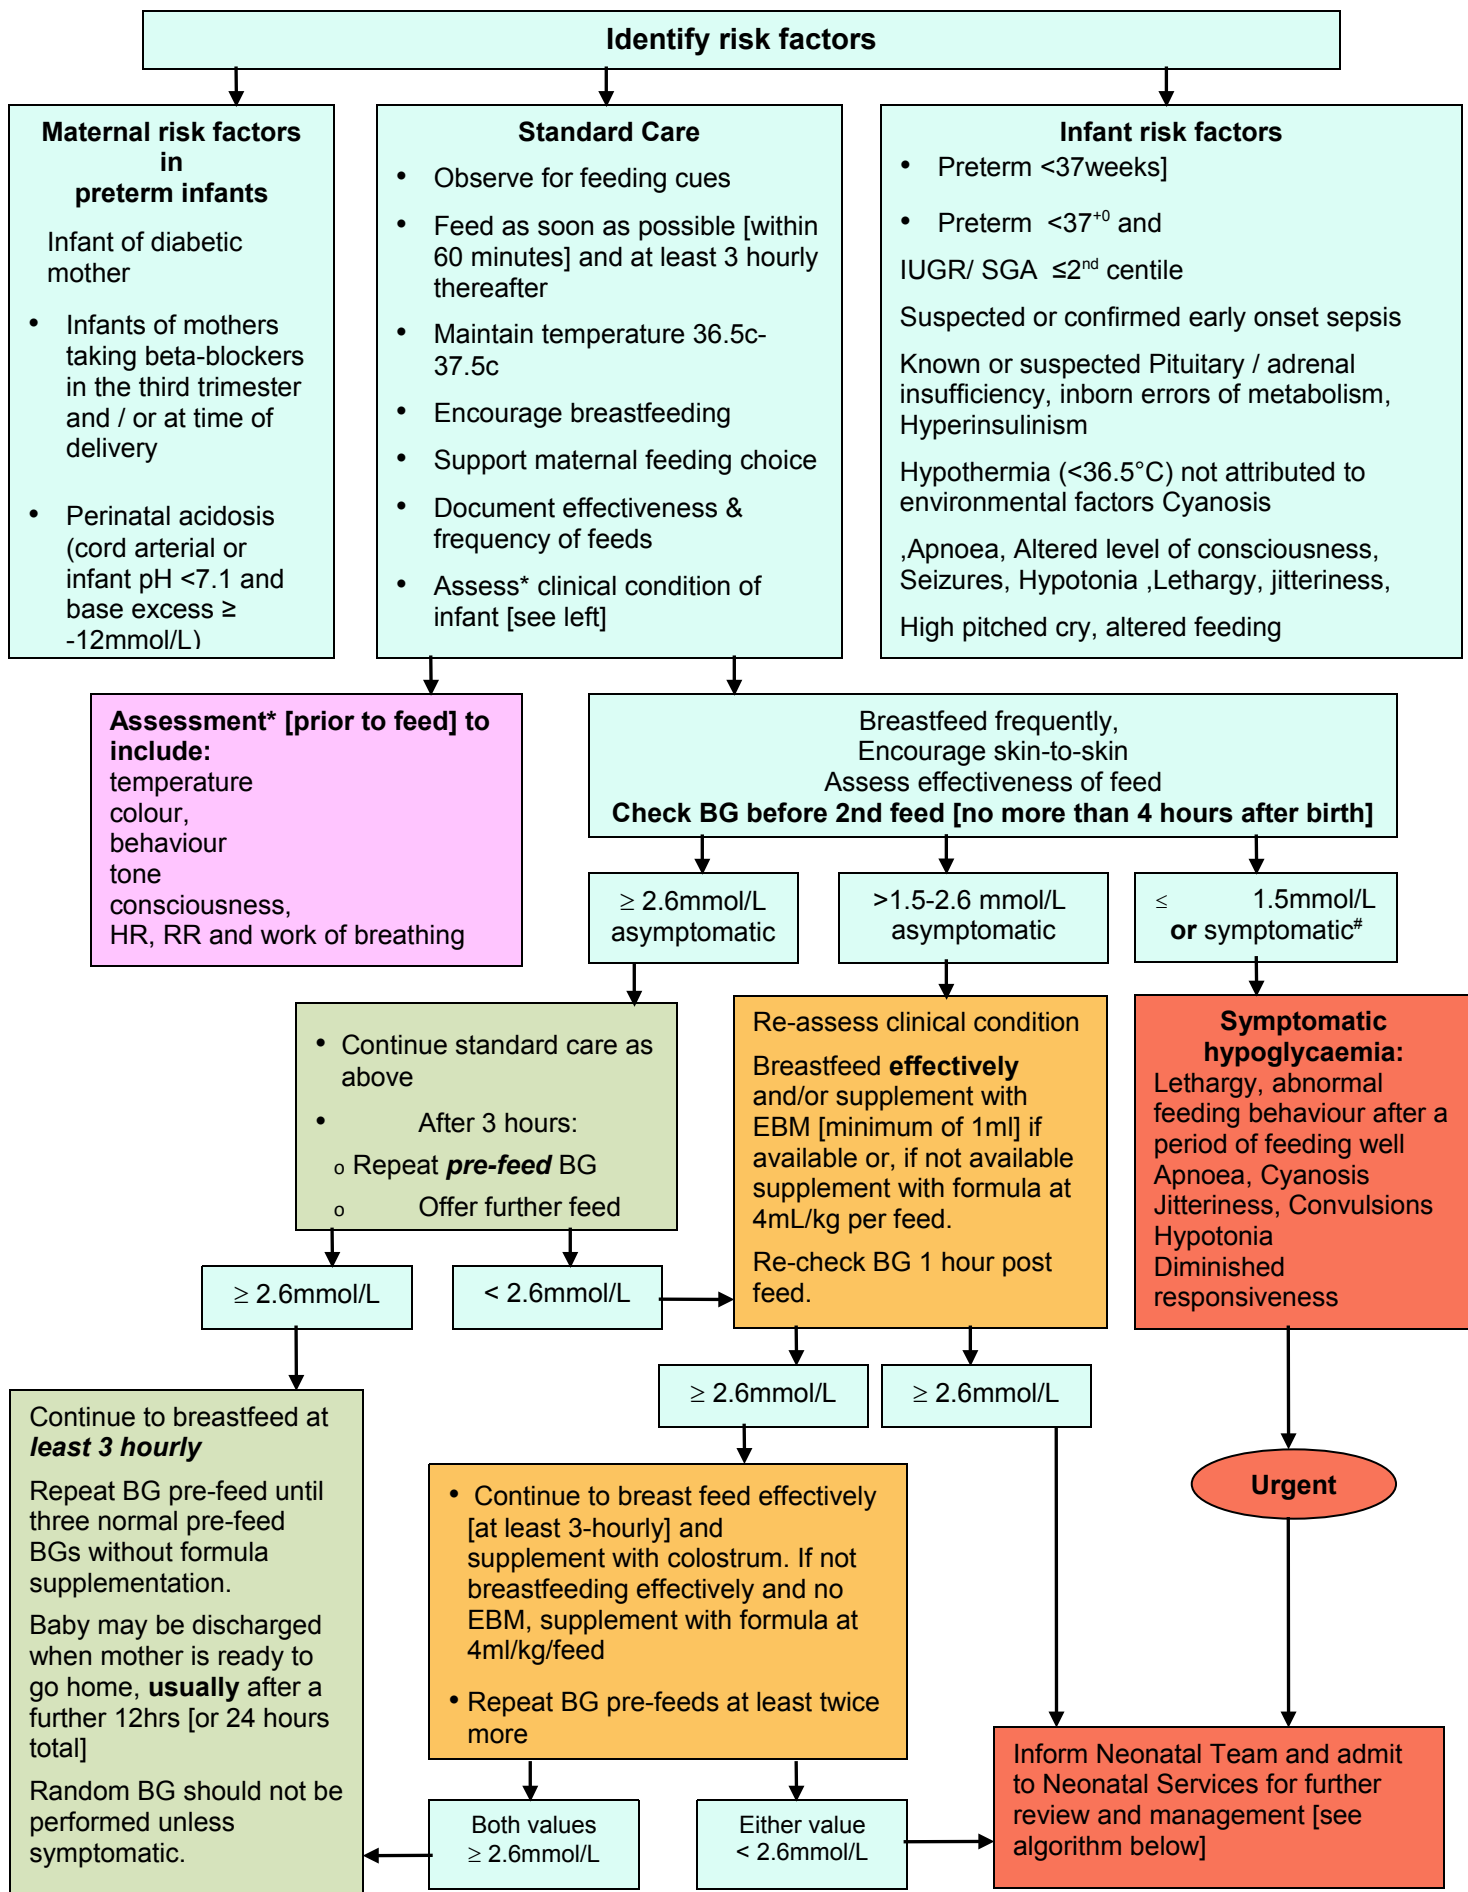 Identify risk factors
Maternal risk factors
in
preterm infants
Infant of diabetic
mother
• Infants of mothers
taking beta-blockers
in the third trimester
and / or at time of
delivery
• Perinatal acidosis
(cord arterial or
infant pH <7.1 and
base excess ≥
-12mmol/L)
Standard Care
• Observe for feeding cues
• Feed as soon as possible [within
60 minutes] and at least 3 hourly
thereafter
• Maintain temperature 36.5c-
37.5c
• Encourage breastfeeding
• Support maternal feeding choice
• Document effectiveness &
frequency of feeds
• Assess* clinical condition of
infant [see left]
Infant risk factors
• Preterm <37weeks]
• Preterm <37+0 and
IUGR/ SGA ≤2nd centile
Suspected or confirmed early onset sepsis
Known or suspected Pituitary / adrenal
insufficiency, inborn errors of metabolism,
Hyperinsulinism
Hypothermia (<36.5°C) not attributed to
environmental factors Cyanosis
,Apnoea, Altered level of consciousness,
Seizures, Hypotonia ,Lethargy, jitteriness,
High pitched cry, altered feeding
Assessment* [prior to feed] to
include:
temperature
colour,
behaviour
tone
consciousness,
HR, RR and work of breathing
Breastfeed frequently,
Encourage skin-to-skin
Assess effectiveness of feed
Check BG before 2nd feed [no more than 4 hours after birth]
≥ 2.6mmol/L
asymptomatic
>1.5-2.6 mmol/L
asymptomatic
≤ 1.5mmol/L
or symptomatic#
• Continue standard care as
above
• After 3 hours:
o Repeat pre-feed BG
o Offer further feed
Re-assess clinical condition
Breastfeed effectively
and/or supplement with
EBM [minimum of 1ml] if
available or, if not available
supplement with formula at
4mL/kg per feed.
Re-check BG 1 hour post
feed.
Symptomatic
hypoglycaemia:
Lethargy, abnormal
feeding behaviour after a
period of feeding well
Apnoea, Cyanosis
Jitteriness, Convulsions
Hypotonia
Diminished
responsiveness
≥ 2.6mmol/L
< 2.6mmol/L
≥ 2.6mmol/L
≥ 2.6mmol/L
Continue to breastfeed at
least 3 hourly
Repeat BG pre-feed until
three normal pre-feed
BGs without formula
supplementation.
Baby may be discharged
when mother is ready to
go home, usually after a
further 12hrs [or 24 hours
total]
Random BG should not be
performed unless
symptomatic.
• Continue to breast feed effectively
[at least 3-hourly] and
supplement with colostrum. If not
breastfeeding effectively and no
EBM, supplement with formula at
4ml/kg/feed
• Repeat BG pre-feeds at least twice
more
Urgent
Inform Neonatal Team and admit
to Neonatal Services for further
review and management [see
algorithm below]
Both values
≥ 2.6mmol/L
Either value
< 2.6mmol/L